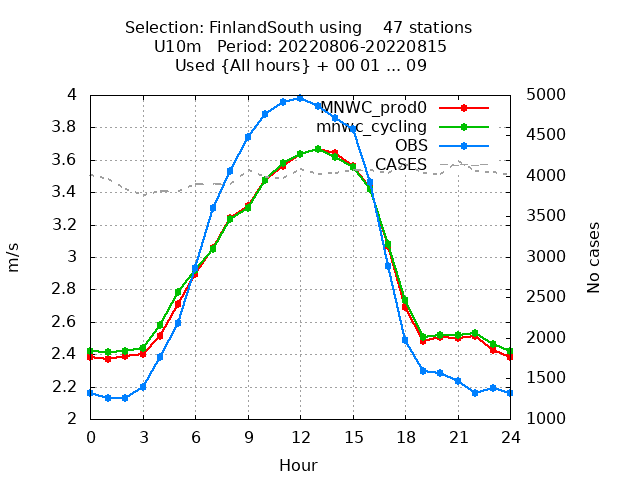 Selection: FinlandSouth using    47 stations
U10m   Period: 20220806-20220815
Used {All hours} + 00 01 ... 09
MNWC_prod0
mnwc_cycling
OBS
CASES
4
3.8
3.6
3.4
3.2
3
2.8
2.6
2.4
2.2
2
5000
4500
4000
3500
3000
2500
2000
1500
1000
m/s
No cases
0 3 6 9 12 15 18 21 24
Hour